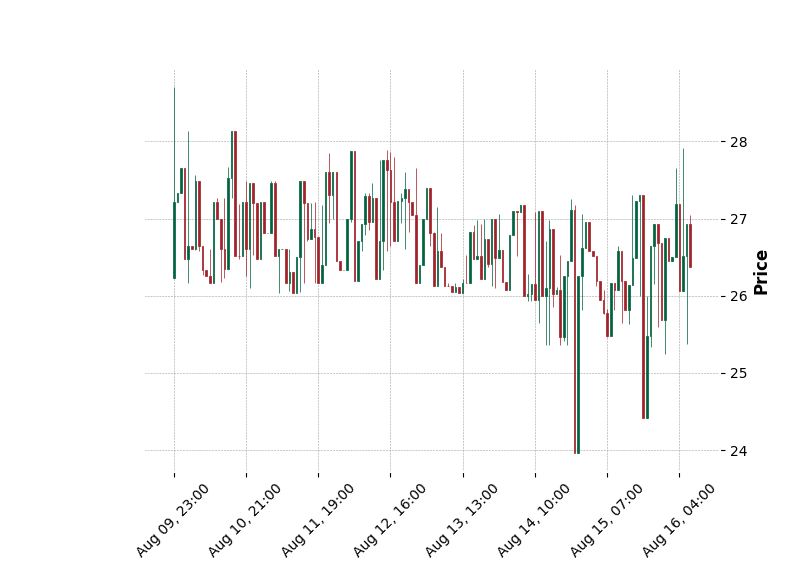 28
27
26
25
24
Price
Aug 09, 23:00
Aug 10, 21:00
Aug 11, 19:00
Aug 12, 16:00
Aug 13, 13:00
Aug 14, 10:00
Aug 15, 07:00
Aug 16, 04:00